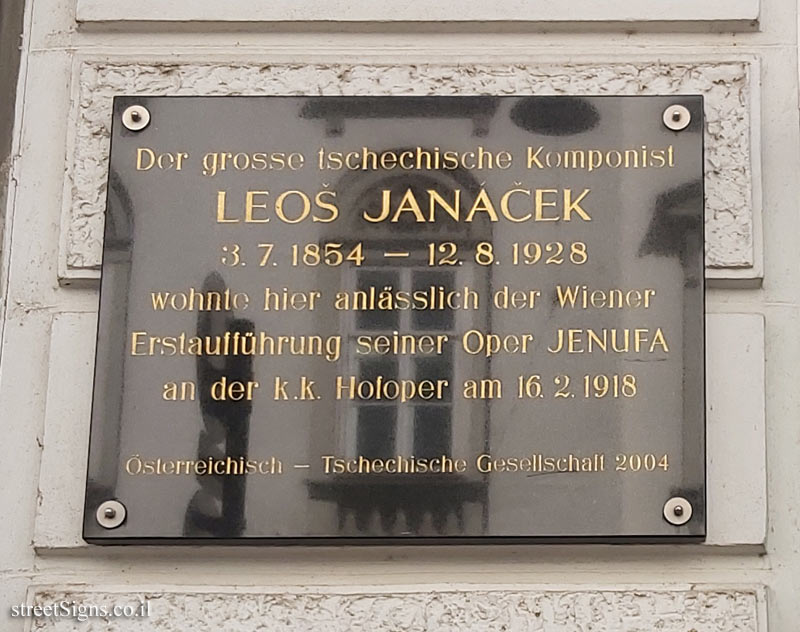 Der grosse tschechische Komponist
LEOŠ JANÁČEK
3. 7. 1854 – 12. 8. 1928
wohnte hier anlässlich der Wiener
Erstaufführung seiner Oper JENUFA
an der k.k. Hofoper am 16. 2. 1918
Österreichisch – Tschechische Gesellschaft 2004
streetSigns.co.il